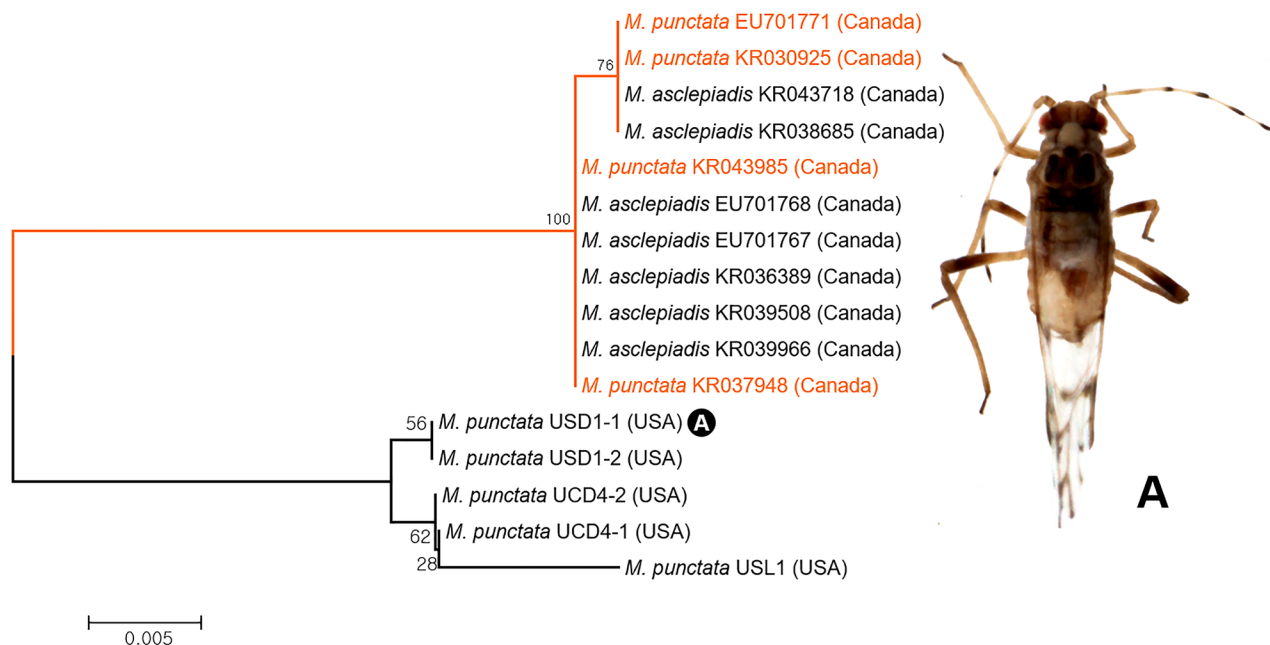 M. punctata EU701771 (Canada)
M. punctata KR030925 (Canada)
76
M. asclepiadis KR043718 (Canada)
M. asclepiadis KR038685 (Canada)
M. punctata KR043985 (Canada)
M. asclepiadis EU701768 (Canada)
100
M. asclepiadis EU701767 (Canada)
M. asclepiadis KR036389 (Canada)
M. asclepiadis KR039508 (Canada)
M. asclepiadis KR039966 (Canada)
M. punctata KR037948 (Canada)
56 M. punctata USD1-1 (USA) A
M. punctata USD1-2 (USA)
M. punctata UCD4-2 (USA)
A
62 M. punctata UCD4-1 (USA)
28 M. punctata USL1 (USA)
0.005